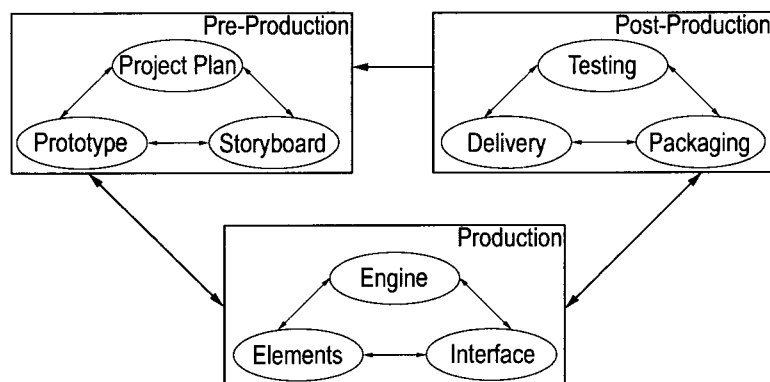 Pre-Production
Project Plan
Prototype
Storyboard
Post-Production
Testing
Delivery
Packaging
Production
Engine
Elements
Interface